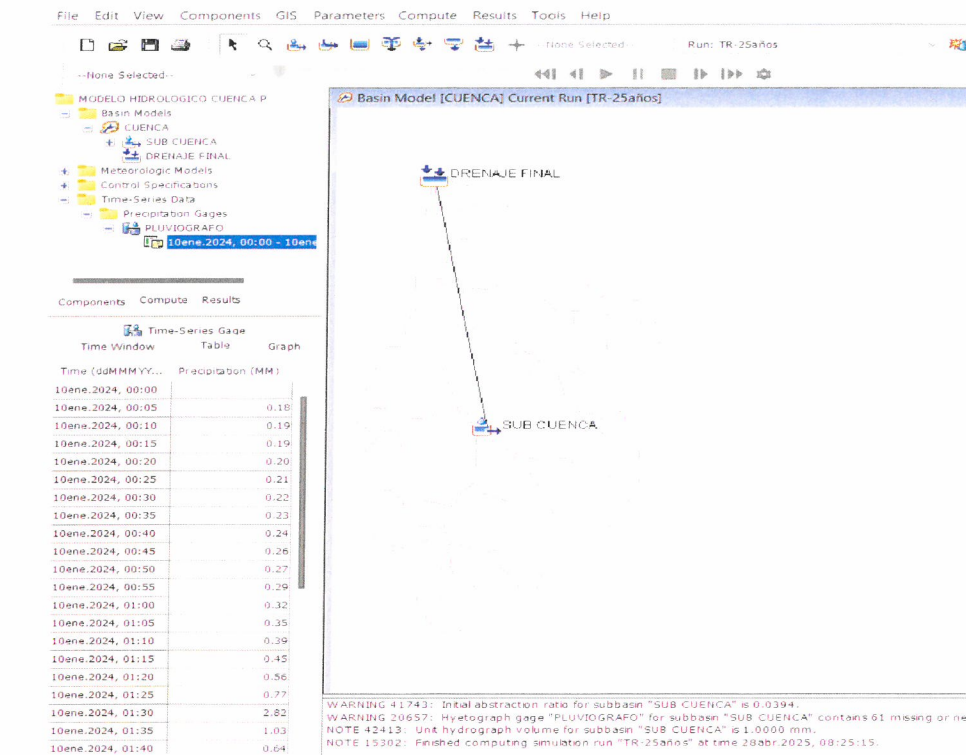 File Edit View Components GIS Parameters Compute Results Tools Help
--None Selected-- Run: TR-25años
--None Selected--
MODELO HIDROLOGICO CUENCA P
Basin Models
CUENCA
SUB CUENCA
DRENAJE FINAL
Meteorologic Models
Control Specifications
Time-Series Data
Precipitation Gages
PLUVIOGRAFO
10ene.2024, 00:00 - 10ene
Components Compute Results
Time-Series Gage
Time Window Table Graph
Time (ddMMMYY... Precipitation (MM)
10ene.2024, 00:00
10ene.2024, 00:05 0.18
10ene.2024, 00:10 0.19
10ene.2024, 00:15 0.19
10ene.2024, 00:20 0.20
10ene.2024, 00:25 0.21
10ene.2024, 00:30 0.22
10ene.2024, 00:35 0.23
10ene.2024, 00:40 0.24
10ene.2024, 00:45 0.26
10ene.2024, 00:50 0.27
10ene.2024, 00:55 0.29
10ene.2024, 01:00 0.32
10ene.2024, 01:05 0.35
10ene.2024, 01:10 0.39
10ene.2024, 01:15 0.45
10ene.2024, 01:20 0.56
10ene.2024, 01:25 0.77
10ene.2024, 01:30 2.82
10ene.2024, 01:35 1.03
10ene.2024, 01:40 0.64
Basin Model [CUENCA] Current Run [TR-25años]
DRENAJE FINAL
SUB CUENCA
WARNING 41743: Initial abstraction ratio for subbasin "SUB CUENCA" is 0.0394.
WARNING 20657: Hyetograph gage "PLUVIOGRAFO" for subbasin "SUB CUENCA" contains 61 missing or ne
NOTE 42413: Unit hydrograph volume for subbasin "SUB CUENCA" is 1.0000 mm.
NOTE 15302: Finished computing simulation run "TR-25años" at time 28abr.2025, 08:25:15.